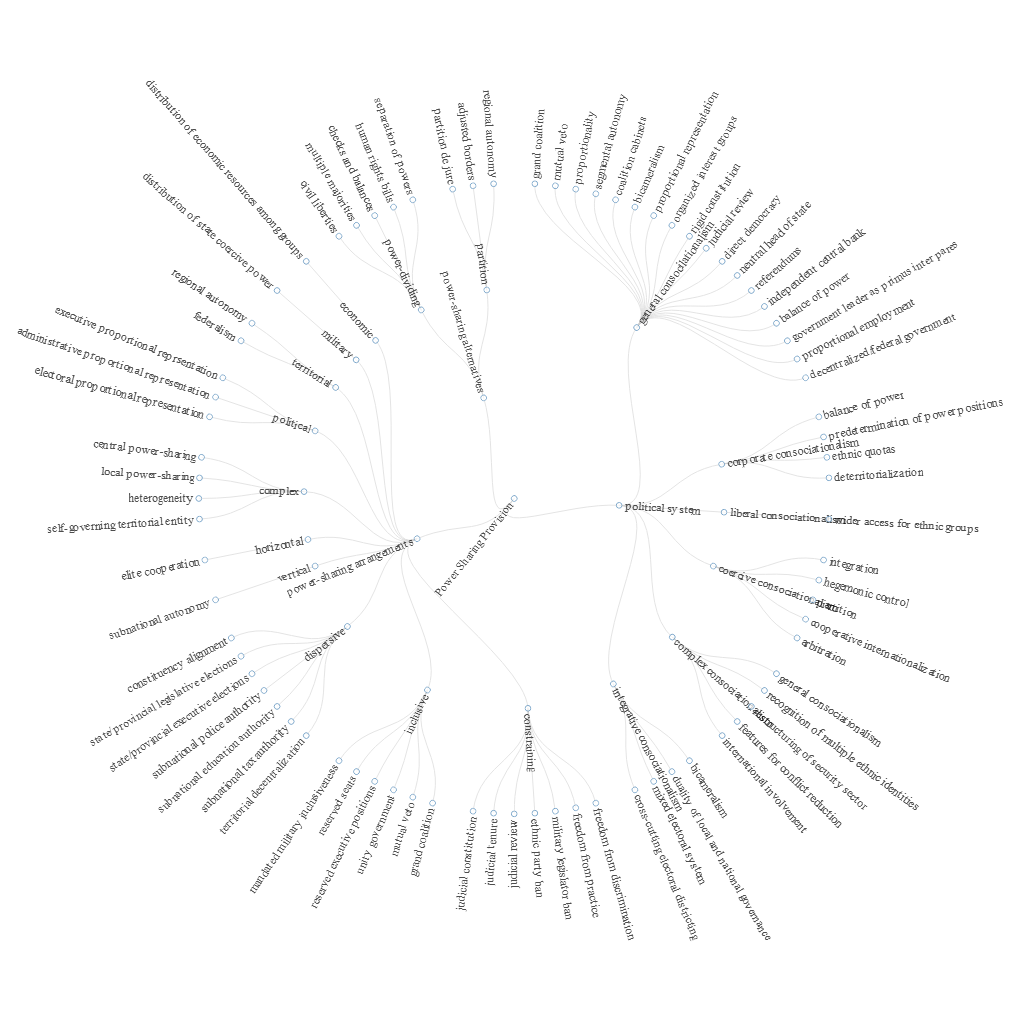 Power Sharing Provision
political system
general consociationalism
grand coalition
mutual veto
proportionality
segmental autonomy
coalition cabinets
bicameralism
proportional representation
organized interest groups
rigid constitution
judicial review
direct democracy
neutral head of state
referendums
independent central bank
balance of power
government leader as primus inter pares
proportional employment
decentralized/federal government
corporate consociationalism
balance of power
predetermination of power positions
ethnic quotas
deterritorialization
liberal consociationalism
wider access for ethnic groups
coercive consociationalism
integration
hegemonic control
partition
cooperative internationalization
arbitration
complex consociationalism
general consociationalism
recognition of multiple ethnic identities
restructuring of security sector
features for conflict reduction
international involvement
integrative consociationalism
bicameralism
duality of local and national governance
mixed electoral system
cross-cutting electoral districting
power-sharing arrangements
constraining
freedom from discrimination
freedom from practice
military legislator ban
ethnic party ban
judicial review
judicial tenure
judicial constitution
inclusive
grand coalition
mutual veto
unity government
reserved executive positions
reserved seats
mandated military inclusiveness
dispersive
territorial decentralization
subnational tax authority
subnational education authority
subnational police authority
state/provincial executive elections
state/provincial legislative elections
constituency alignment
vertical
subnational autonomy
horizontal
elite cooperation
complex
self-governing territorial entity
heterogeneity
local power-sharing
central power-sharing
political
electoral proportional representation
administrative proportional representation
executive proportional reprsentation
territorial
federalism
regional autonomy
military
distribution of state coercive power
economic
distribution of economic resources among groups
power-sharing alternatives
power-dividing
civil liberties
multiple majorities
checks and balances
human rights bills
separation of powers
partition
partition de jure
adjusted borders
regional autonomy